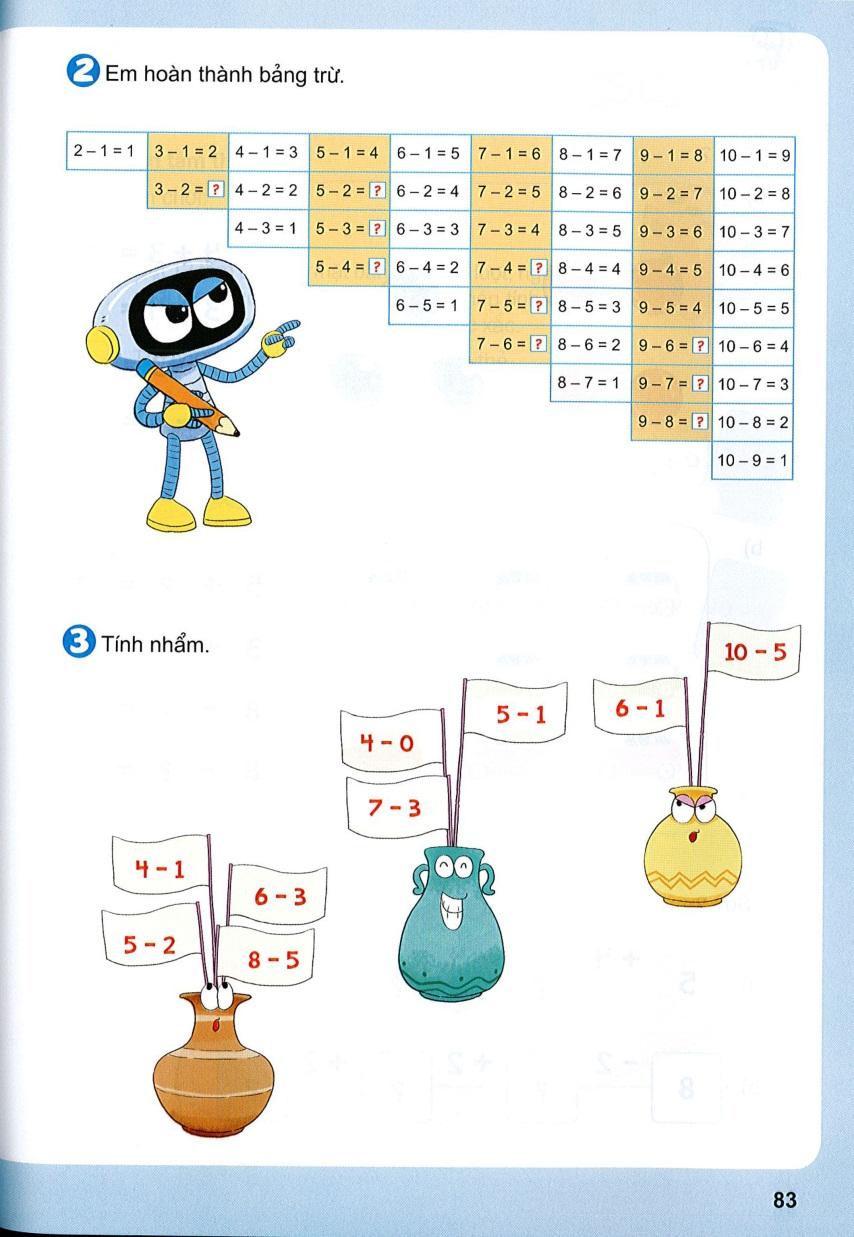 2 Em hoàn thành bảng trừ.
2 – 1 = 1 3 – 1 = 2 4 – 1 = 3 5 – 1 = 4 6 – 1 = 5 7 – 1 = 6 8 – 1 = 7 9 – 1 = 8 10 – 1 = 9
3 – 2 = ? 4 – 2 = 2 5 – 2 = ? 6 – 2 = 4 7 – 2 = 5 8 – 2 = 6 9 – 2 = 7 10 – 2 = 8
4 – 3 = 1 5 – 3 = ? 6 – 3 = 3 7 – 3 = 4 8 – 3 = 5 9 – 3 = 6 10 – 3 = 7
5 – 4 = ? 6 – 4 = 2 7 – 4 = ? 8 – 4 = 4 9 – 4 = 5 10 – 4 = 6
6 – 5 = 1 7 – 5 = ? 8 – 5 = 3 9 – 5 = 4 10 – 5 = 5
7 – 6 = ? 8 – 6 = 2 9 – 6 = ? 10 – 6 = 4
8 – 7 = 1 9 – 7 = ? 10 – 7 = 3
9 – 8 = ? 10 – 8 = 2
10 – 9 = 1
3 Tính nhẩm.
4 – 1
6 – 3
5 – 2
8 – 5
5 – 1
4 – 0
7 – 3
10 – 5
6 – 1
83